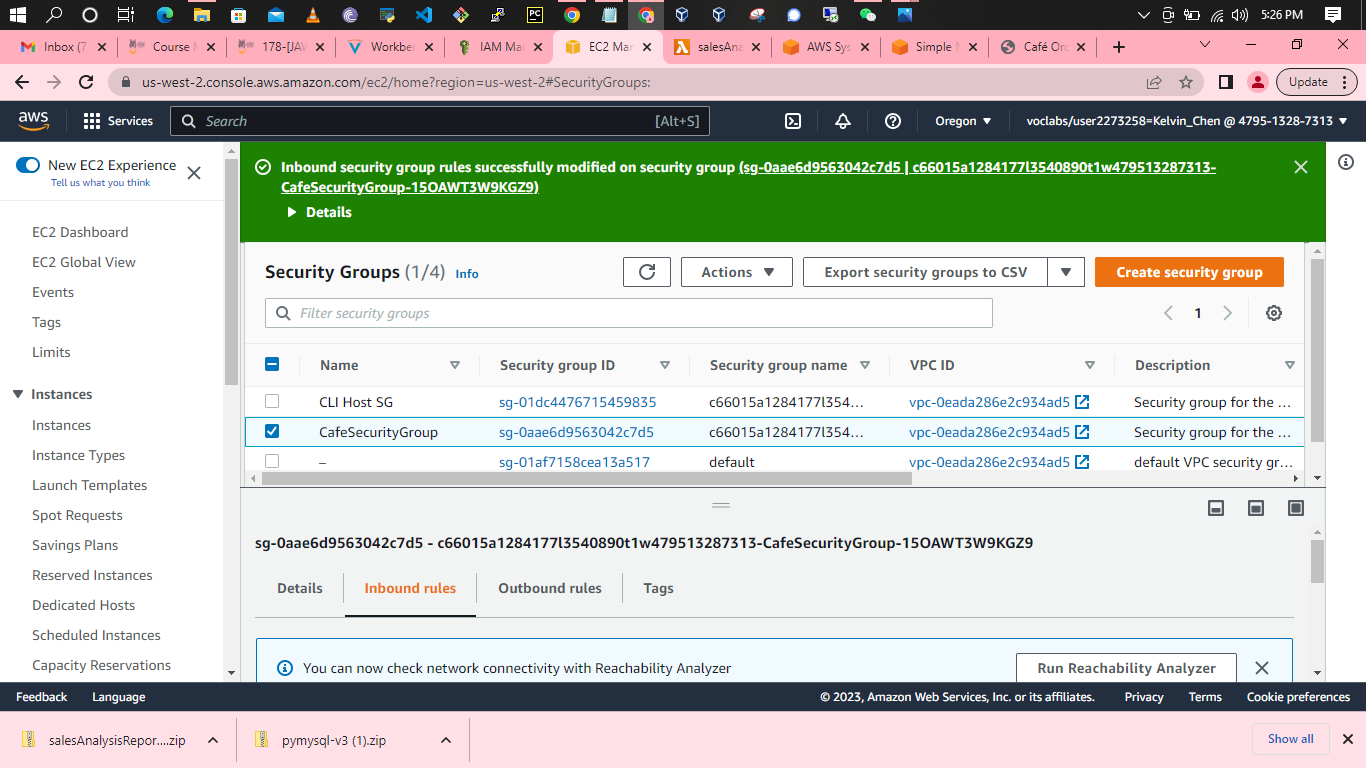 5:26 PM
Inbox (7
Course M
178-[JAV
Workben
IAM Man
EC2 Man
salesAna
AWS Sys
Simple N
Café Ord
us-west-2.console.aws.amazon.com/ec2/home?region=us-west-2#SecurityGroups:
Update
aws
Services
Search
[Alt+S]
Oregon
voclabs/user2273258=Kelvin_Chen @ 4795-1328-7313
New EC2 Experience
Tell us what you think
EC2 Dashboard
EC2 Global View
Events
Tags
Limits
Instances
Instances
Instance Types
Launch Templates
Spot Requests
Savings Plans
Reserved Instances
Dedicated Hosts
Scheduled Instances
Capacity Reservations
Inbound security group rules successfully modified on security group (sg-0aae6d9563042c7d5 | c66015a1284177l3540890t1w479513287313-
CafeSecurityGroup-15OAWT3W9KGZ9)
Details
Security Groups (1/4) Info
Actions
Export security groups to CSV
Create security group
Filter security groups
1
Name Security group ID Security group name VPC ID Description
CLI Host SG sg-01dc4476715459835 c66015a1284177l354... vpc-0eada286e2c934ad5 Security group for the ...
CafeSecurityGroup sg-0aae6d9563042c7d5 c66015a1284177l354... vpc-0eada286e2c934ad5 Security group for the ...
– sg-01af7158cea13a517 default vpc-0eada286e2c934ad5 default VPC security gr...
sg-0aae6d9563042c7d5 - c66015a1284177l3540890t1w479513287313-CafeSecurityGroup-15OAWT3W9KGZ9
Details
Inbound rules
Outbound rules
Tags
You can now check network connectivity with Reachability Analyzer
Run Reachability Analyzer
Feedback
Language
© 2023, Amazon Web Services, Inc. or its affiliates.
Privacy
Terms
Cookie preferences
salesAnalysisRepor....zip
pymysql-v3 (1).zip
Show all